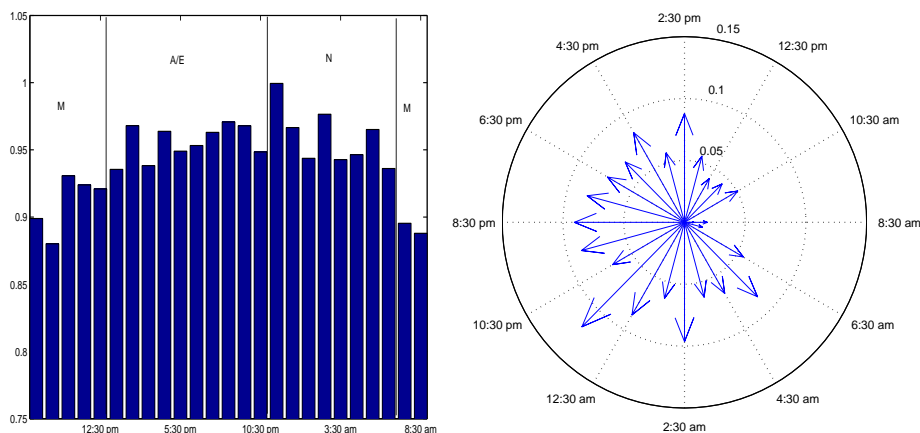 1.05
1
0.95
0.9
0.85
0.8
0.75
M
A/E
N
M
12:30 pm
5:30 pm
10:30 pm
3:30 am
8:30 am
2:30 pm
0.15
4:30 pm
12:30 pm
0.1
6:30 pm
10:30 am
0.05
8:30 pm
8:30 am
10:30 pm
6:30 am
12:30 am
4:30 am
2:30 am